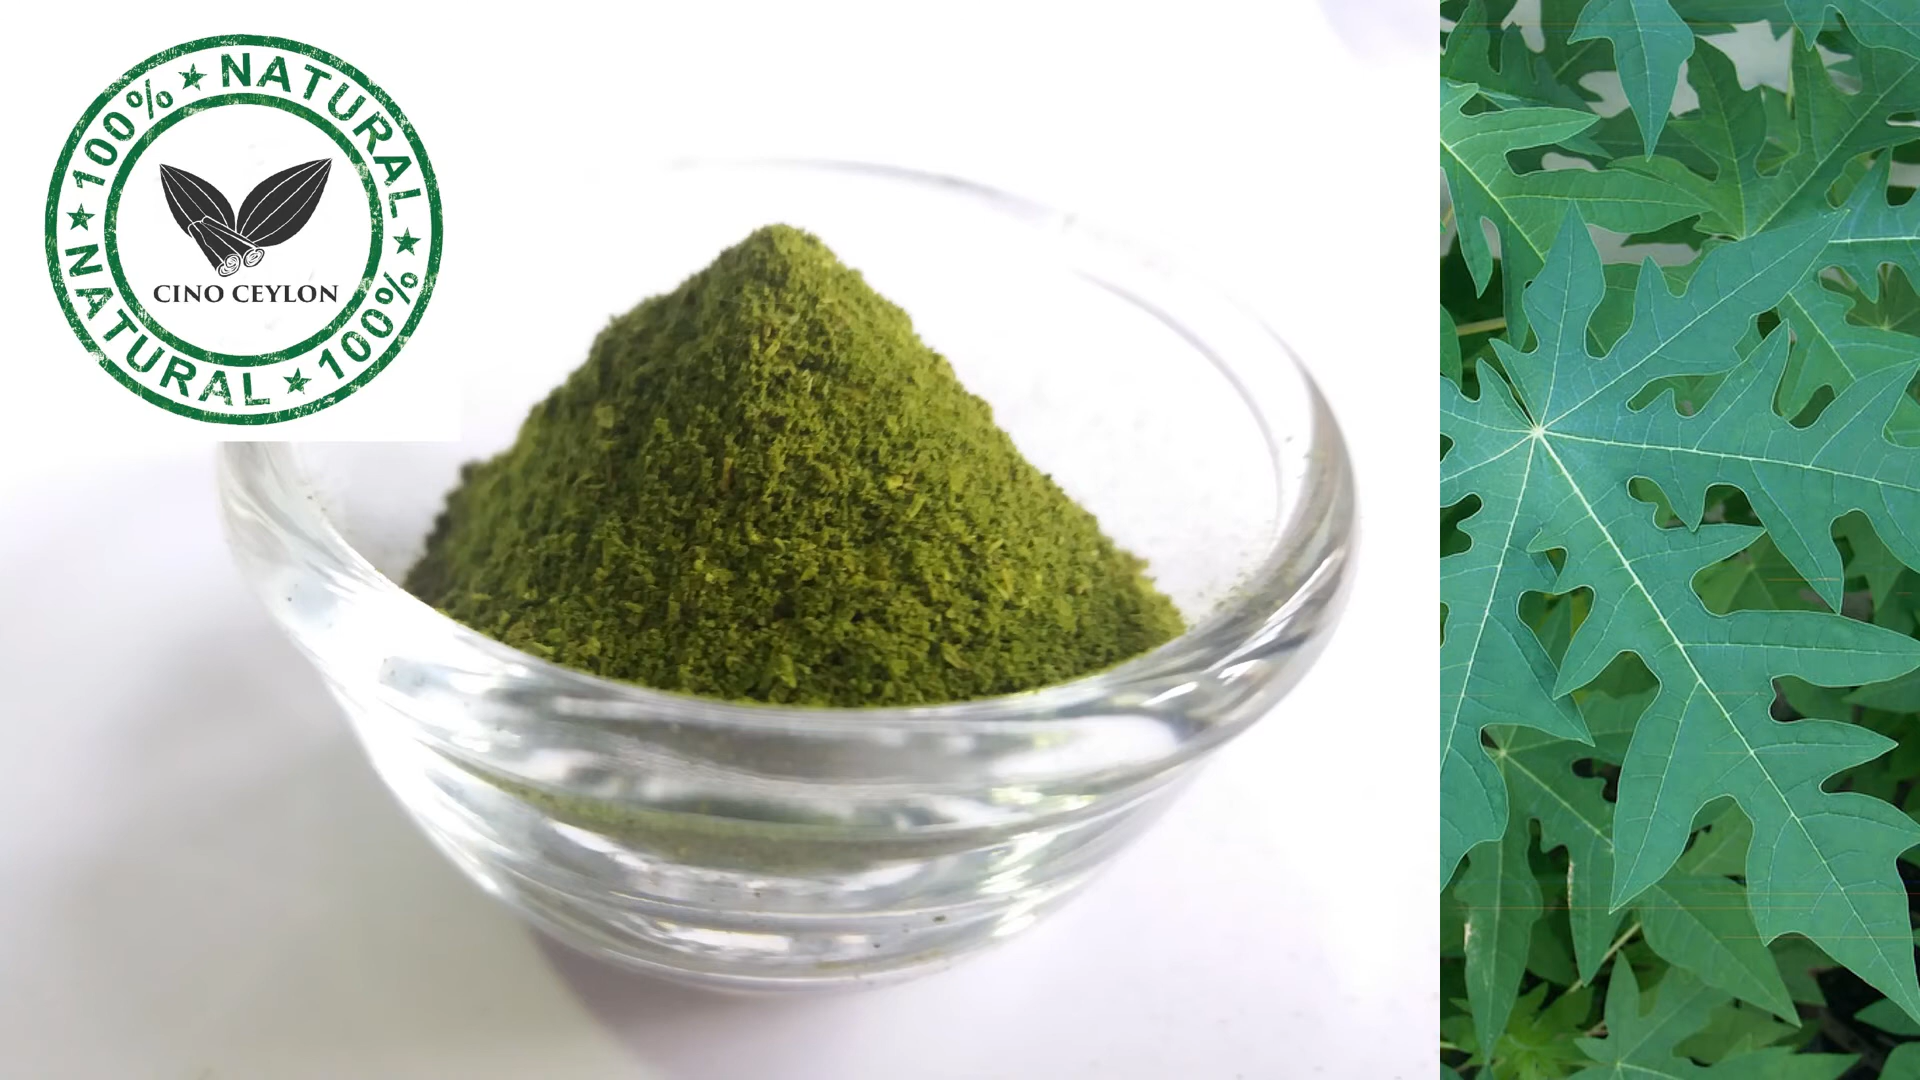 ★ NATURAL ★ 100% ★ NATURAL ★ 100%
CINO CEYLON